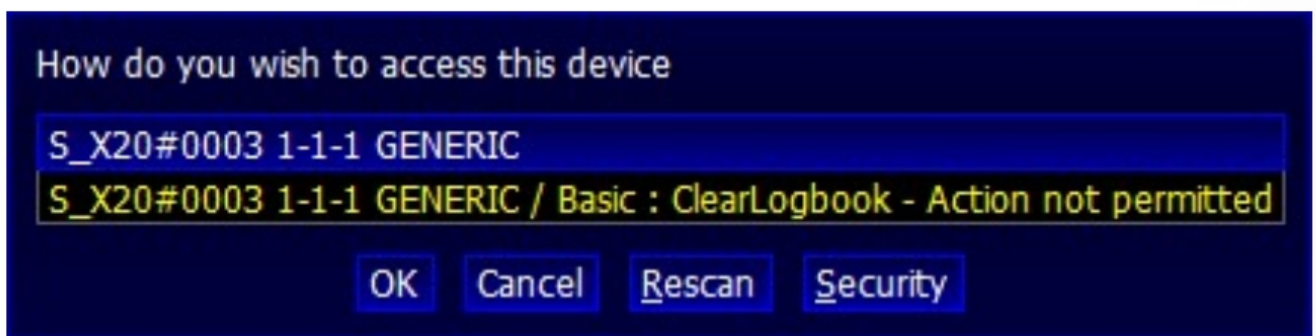 How do you wish to access this device
S_X20#0003 1-1-1 GENERIC
S_X20#0003 1-1-1 GENERIC / Basic : ClearLogbook - Action not permitted
OK Cancel Rescan Security